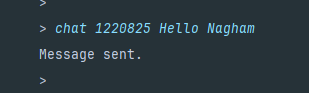 >
> chat 1220825 Hello Nagham
Message sent.
>